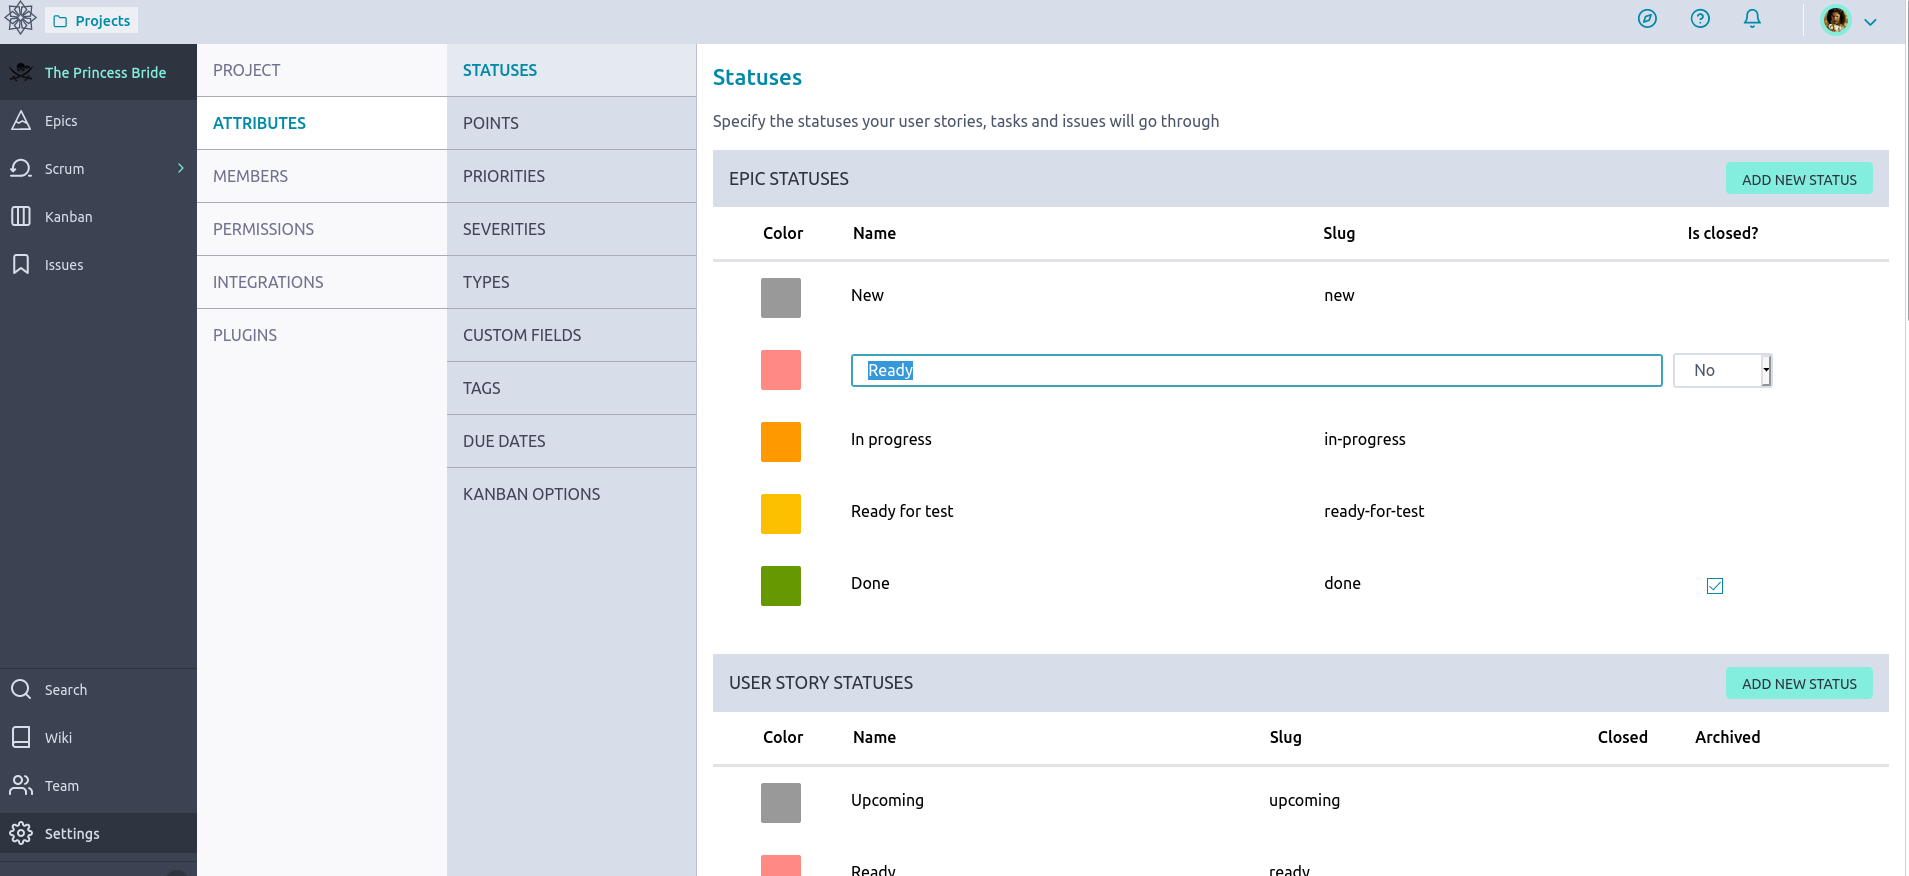 Projects
The Princess Bride
Epics
Scrum
Kanban
Issues
Search
Wiki
Team
Settings
PROJECT
ATTRIBUTES
MEMBERS
PERMISSIONS
INTEGRATIONS
PLUGINS
STATUSES
POINTS
PRIORITIES
SEVERITIES
TYPES
CUSTOM FIELDS
TAGS
DUE DATES
KANBAN OPTIONS
Statuses
Specify the statuses your user stories, tasks and issues will go through
EPIC STATUSES ADD NEW STATUS
Color Name Slug Is closed?
New new
Ready No
In progress in-progress
Ready for test ready-for-test
Done done
USER STORY STATUSES ADD NEW STATUS
Color Name Slug Closed Archived
Upcoming upcoming
Ready ready